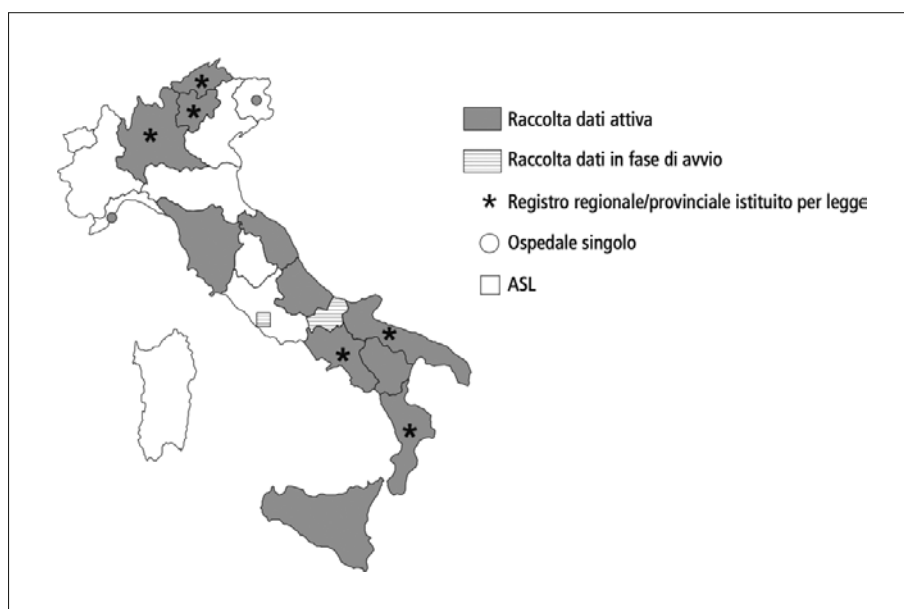 Raccolta dati attiva
Raccolta dati in fase di avvio
* Registro regionale/provinciale istituito per legge
Ospedale singolo
ASL